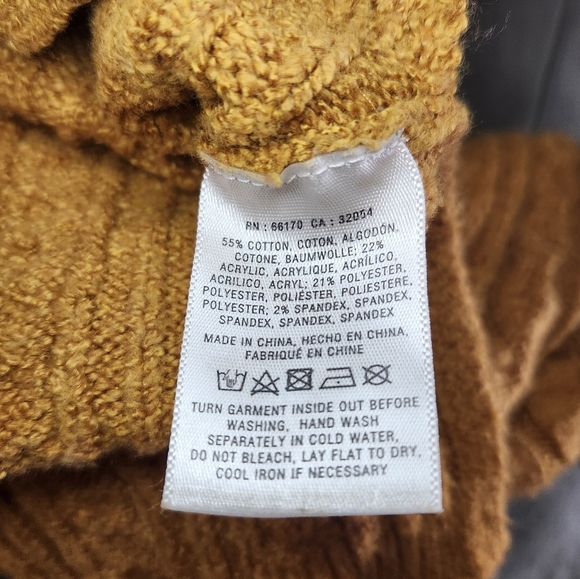 RN : 66170 CA : 32054
55% COTTON, COTON, ALGODÓN,
COTONE, BAUMWOLLE; 22%
ACRYLIC, ACRYLIQUE, ACRÍLICO,
ACRILICO, ACRYL; 21% POLYESTER,
POLYESTER, POLIÉSTER, POLIESTERE,
POLYESTER; 2% SPANDEX, SPANDEX,
SPANDEX, SPANDEX, SPANDEX
MADE IN CHINA, HECHO EN CHINA,
FABRIQUÉ EN CHINE
TURN GARMENT INSIDE OUT BEFORE
WASHING, HAND WASH
SEPARATELY IN COLD WATER,
DO NOT BLEACH, LAY FLAT TO DRY,
COOL IRON IF NECESSARY